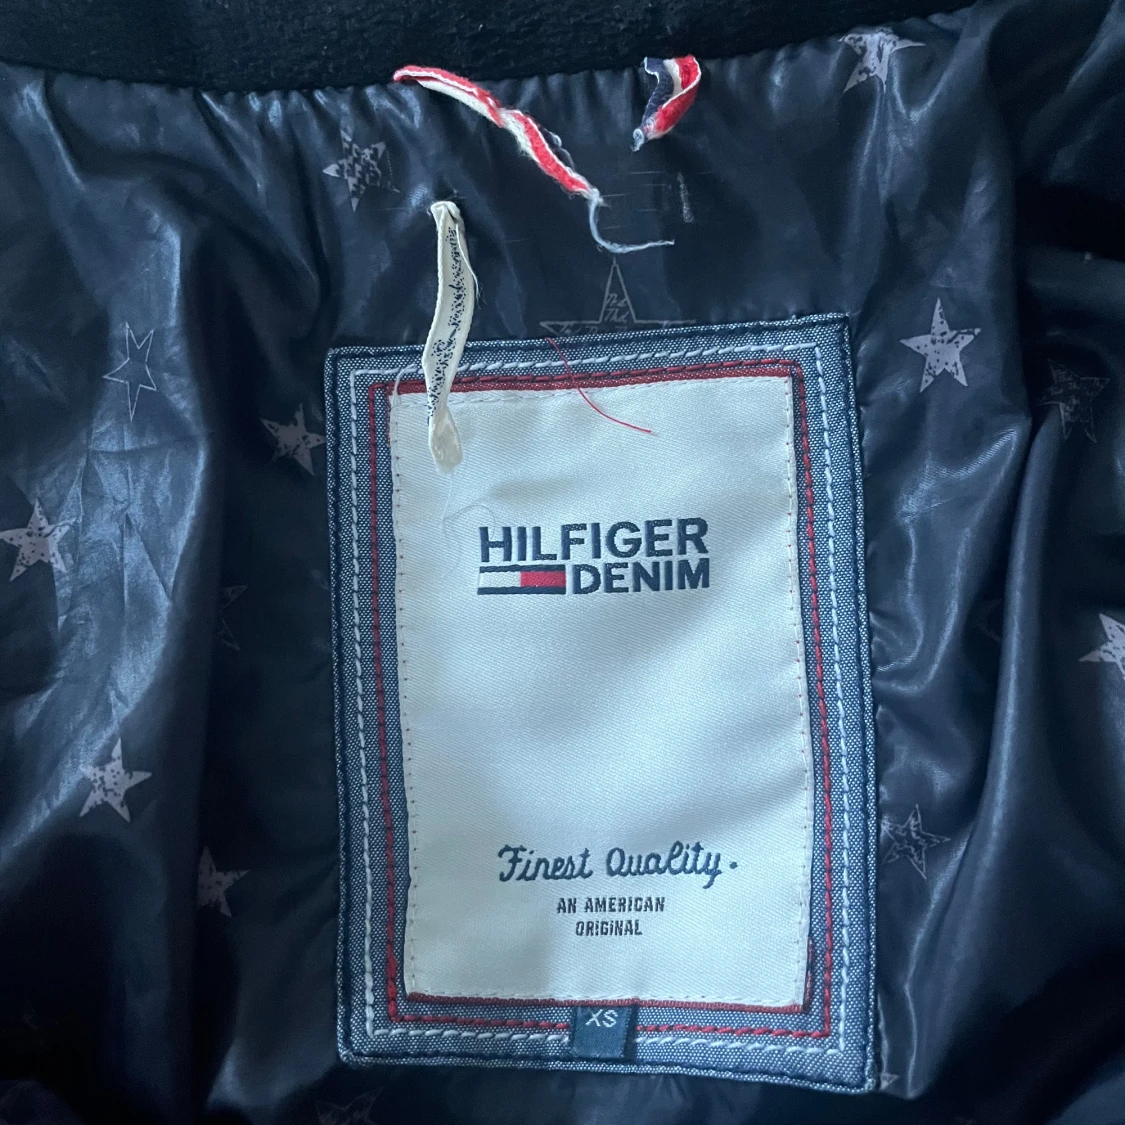 HILFIGER
DENIM
Finest Quality.
AN AMERICAN
ORIGINAL
XS